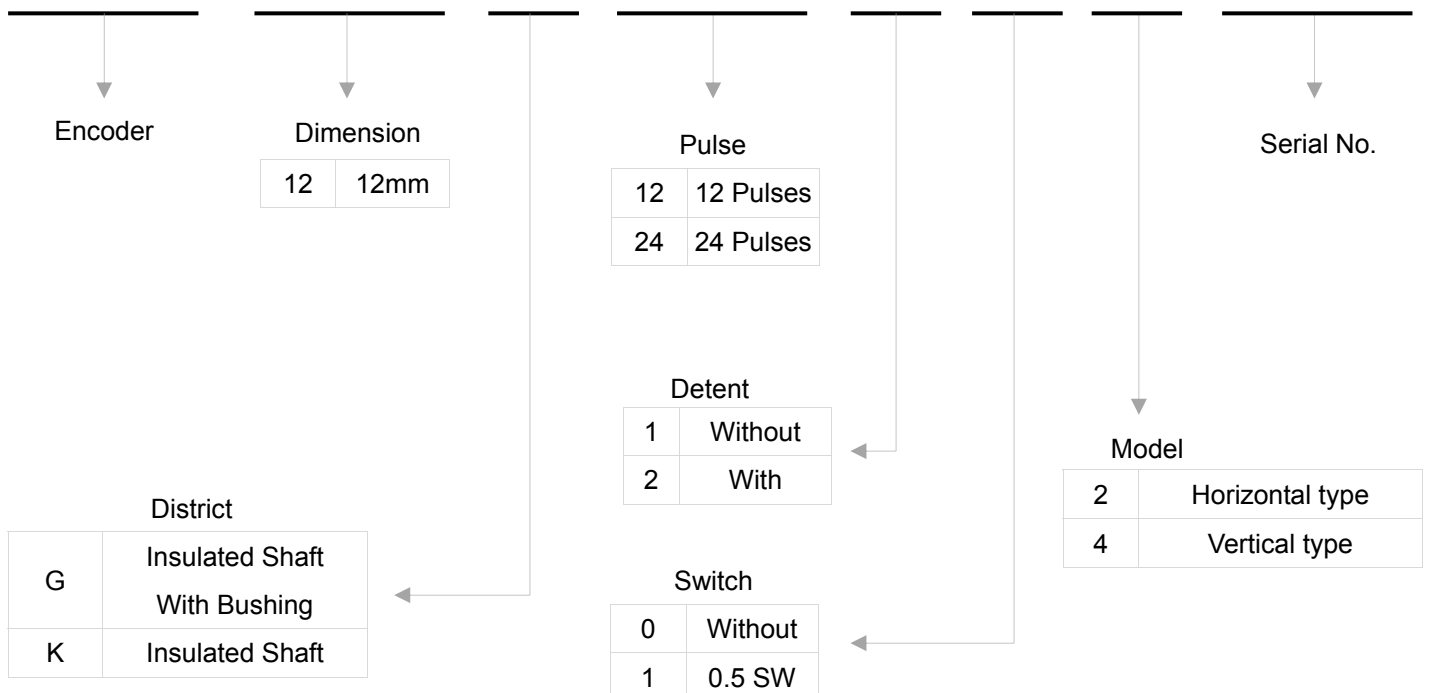 Encoder
Dimension
12 12mm
Pulse
12 12 Pulses
24 24 Pulses
Serial No.
Detent
1 Without
2 With
Model
2 Horizontal type
4 Vertical type
District
G Insulated Shaft
With Bushing
K Insulated Shaft
Switch
0 Without
1 0.5 SW